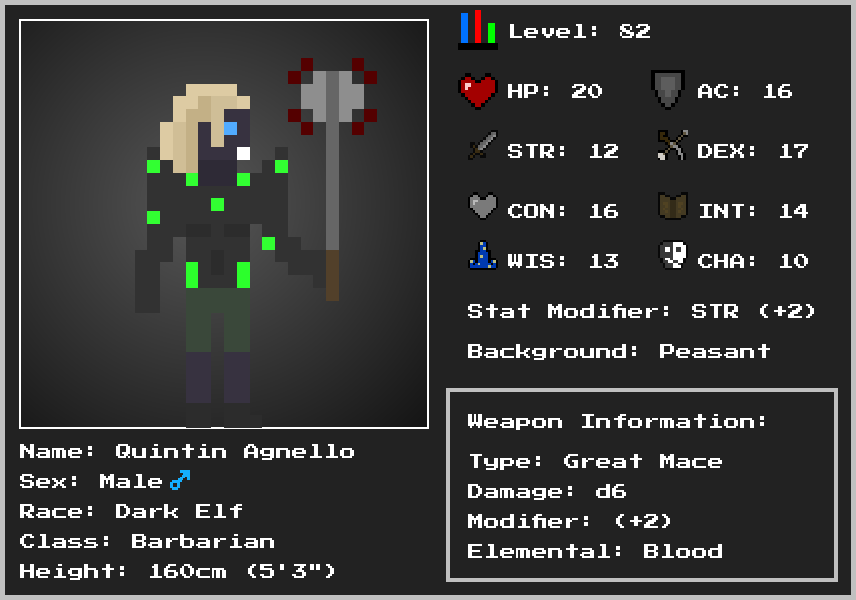 Level: 82
HP: 20 AC: 16
STR: 12 DEX: 17
CON: 16 INT: 14
WIS: 13 CHA: 10
Stat Modifier: STR (+2)
Background: Peasant
Weapon Information:
Type: Great Mace
Damage: d6
Modifier: (+2)
Elemental: Blood
Name: Quintin Agnello
Sex: Male ♂
Race: Dark Elf
Class: Barbarian
Height: 160cm (5'3")